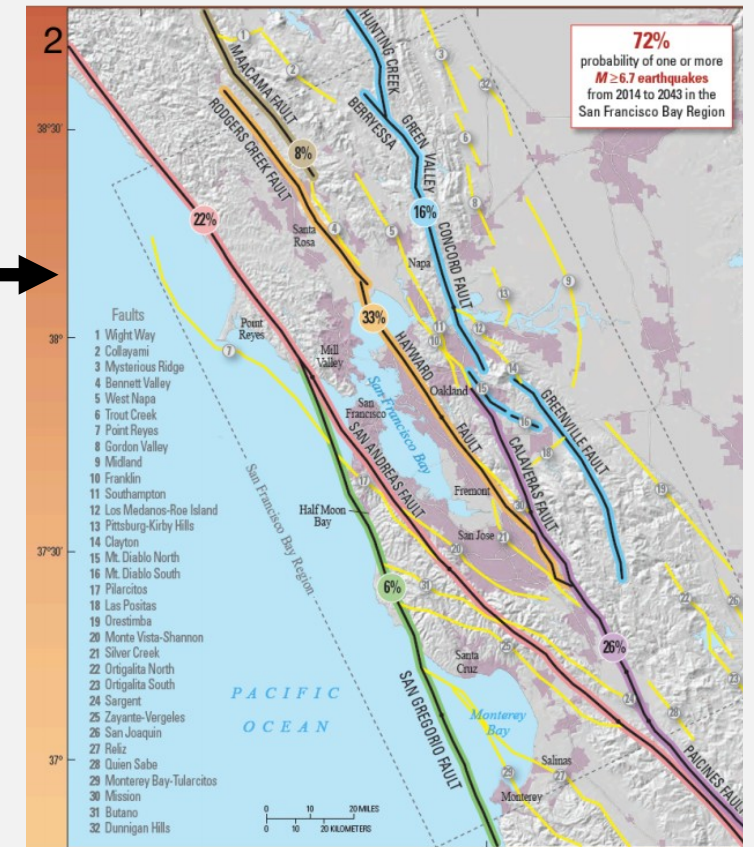 2
72%
probability of one or more
M ≥6.7 earthquakes
from 2014 to 2043 in the
San Francisco Bay Region
HUNTING CREEK
BERRYESSA
GREEN VALLEY
CONCORD FAULT
MAACAMA FAULT
RODGERS CREEK FAULT
38°30'
8%
22%
16%
Santa
Rosa
Napa
33%
38°
Point
Reyes
Mill
Valley
HAYWARD FAULT
Oakland
San
Francisco
San Francisco Bay
SAN ANDREAS FAULT
CALAVERAS FAULT
GREENVILLE FAULT
Fremont
San Jose
Half Moon
Bay
San Francisco Bay Region
37°30'
6%
26%
Santa
Cruz
SAN GREGORIO FAULT
PACIFIC
OCEAN
Monterey
Bay
Salinas
Monterey
PAICINES FAULT
37°
Faults
1 Wight Way
2 Collayami
3 Mysterious Ridge
4 Bennett Valley
5 West Napa
6 Trout Creek
7 Point Reyes
8 Gordon Valley
9 Midland
10 Franklin
11 Southampton
12 Los Medanos-Roe Island
13 Pittsburg-Kirby Hills
14 Clayton
15 Mt. Diablo North
16 Mt. Diablo South
17 Pilarcitos
18 Las Positas
19 Orestimba
20 Monte Vista-Shannon
21 Silver Creek
22 Ortigalita North
23 Ortigalita South
24 Sargent
25 Zayante-Vergeles
26 San Joaquin
27 Reliz
28 Quien Sabe
29 Monterey Bay-Tularcitos
30 Mission
31 Butano
32 Dunnigan Hills
0 10 20 MILES
0 10 20 KILOMETERS